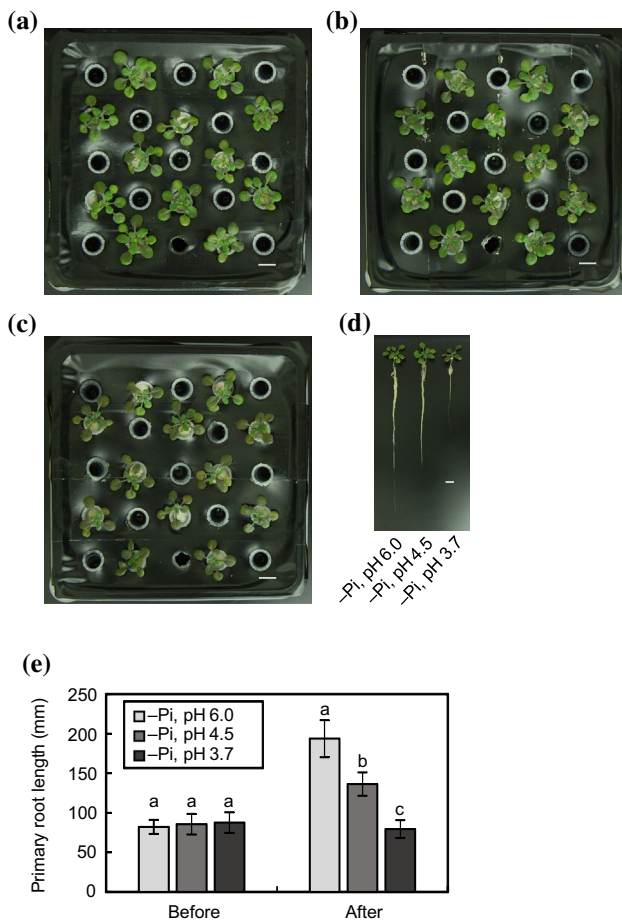 (a)
(b)
(c)
(d)
–Pi, pH 6.0
–Pi, pH 4.5
–Pi, pH 3.7
(e)
Primary root length (mm)
250
200
150
100
50
0
–Pi, pH 6.0
–Pi, pH 4.5
–Pi, pH 3.7
a
a
a
a
b
c
Before
After